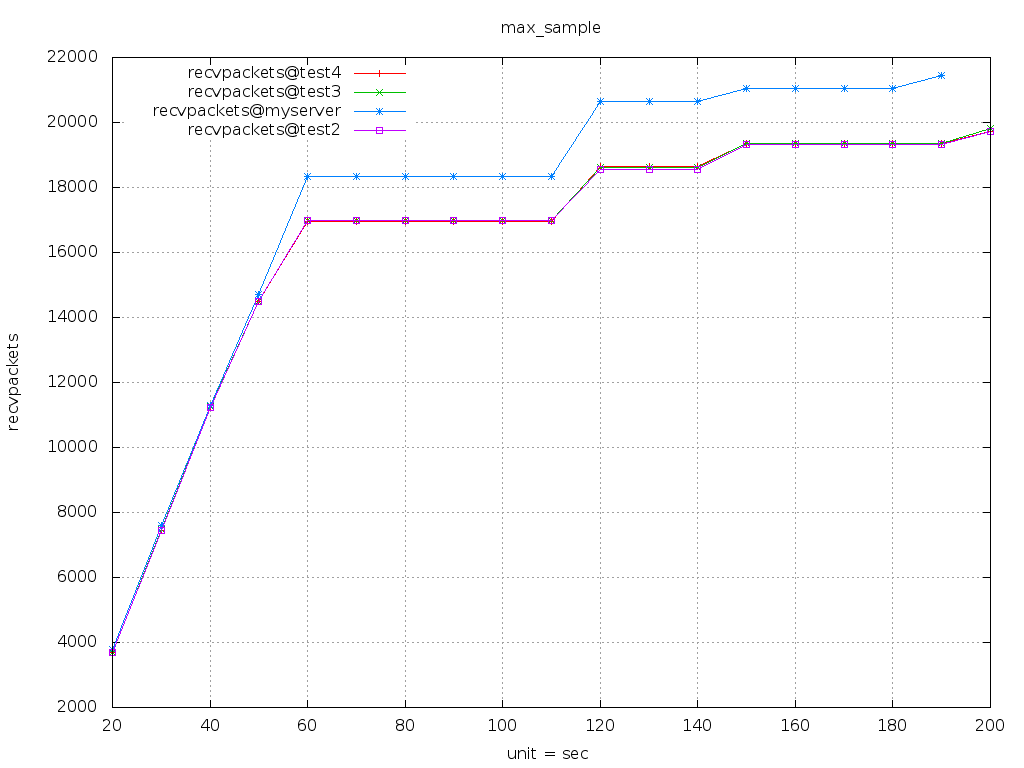 max_sample
22000
20000
18000
16000
14000
12000
10000
8000
6000
4000
2000
recvpackets
recvpackets@test4
recvpackets@test3
recvpackets@myserver
recvpackets@test2
20 40 60 80 100 120 140 160 180 200
unit = sec